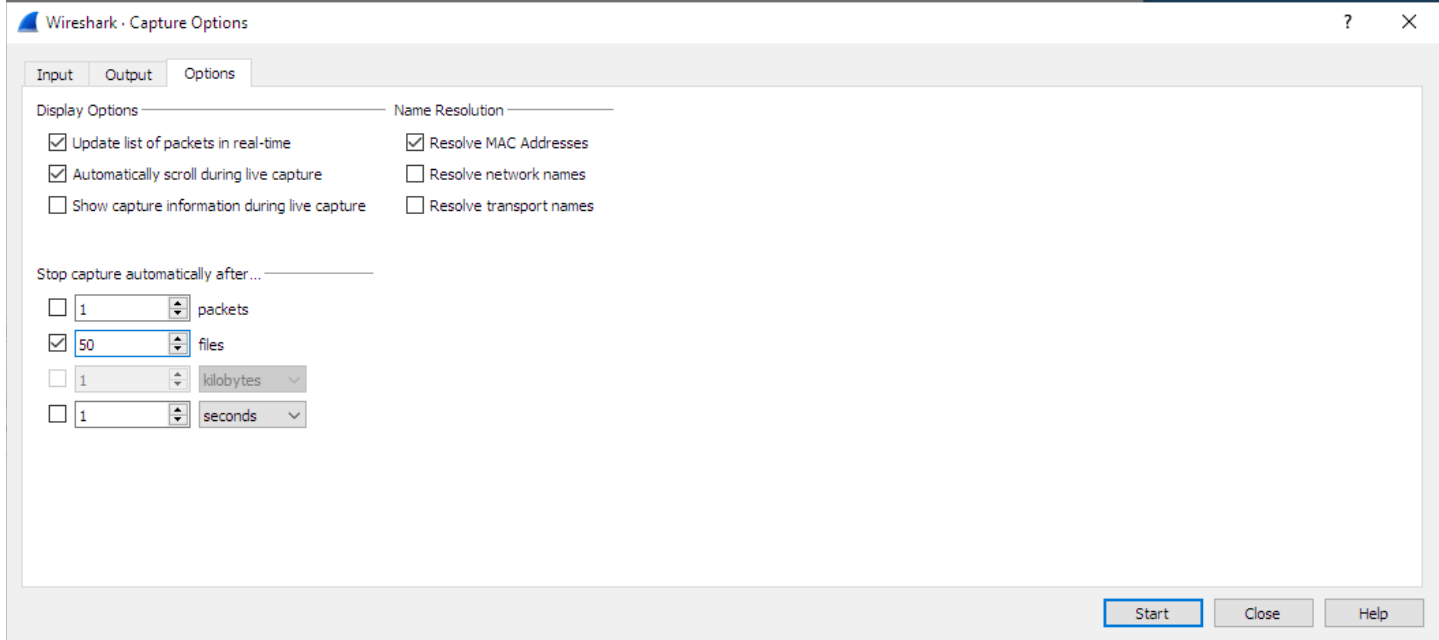 Wireshark · Capture Options
?
Input Output Options
Display Options
Update list of packets in real-time
Automatically scroll during live capture
Show capture information during live capture
Name Resolution
Resolve MAC Addresses
Resolve network names
Resolve transport names
Stop capture automatically after...
1 packets
50 files
1 kilobytes
1 seconds
Start Close Help